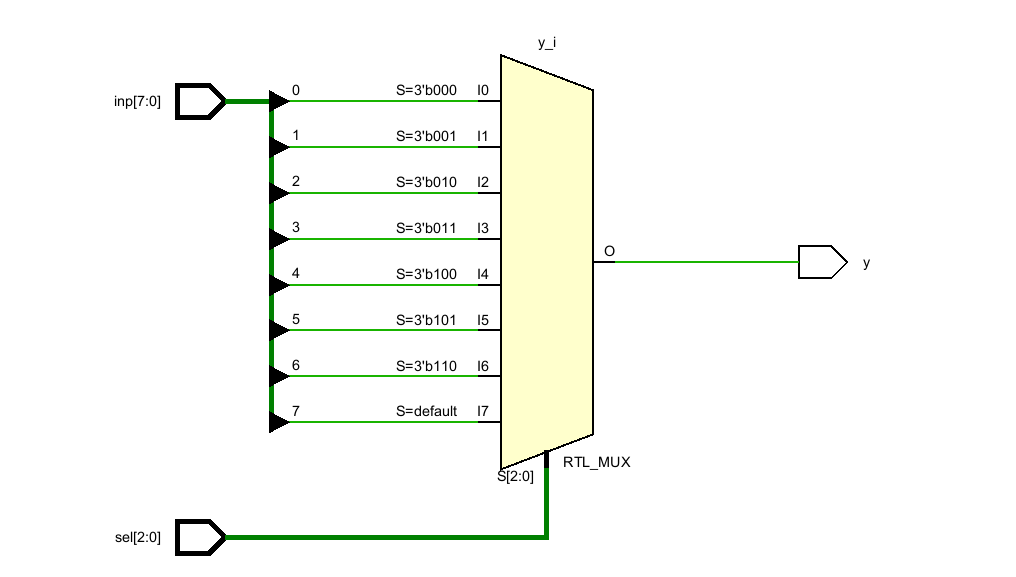 y_i
inp[7:0]
0 S=3'b000 I0
1 S=3'b001 I1
2 S=3'b010 I2
3 S=3'b011 I3
O
y
4 S=3'b100 I4
5 S=3'b101 I5
6 S=3'b110 I6
7 S=default I7
S[2:0]
RTL_MUX
sel[2:0]